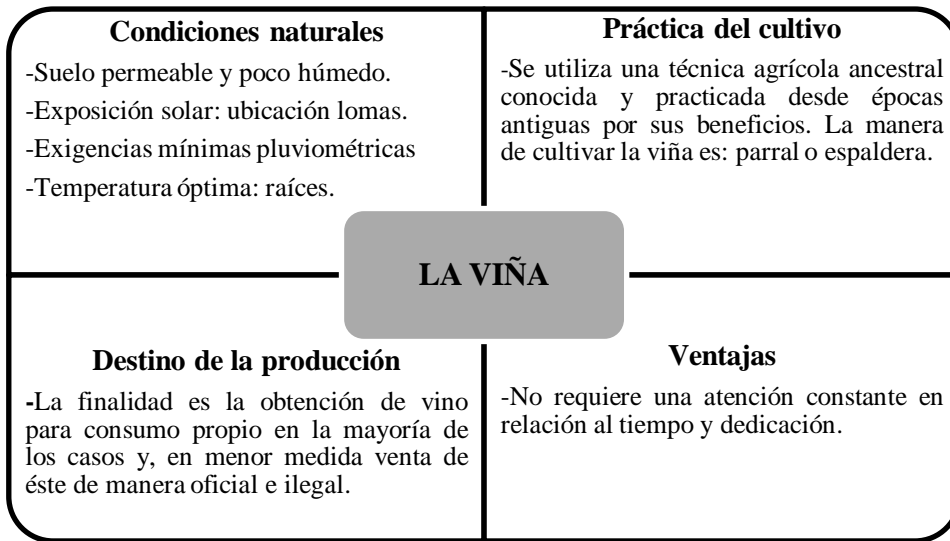 Condiciones naturales
-Suelo permeable y poco húmedo.
-Exposición solar: ubicación lomas.
-Exigencias mínimas pluviométricas
-Temperatura óptima: raíces.
Práctica del cultivo
-Se utiliza una técnica agrícola ancestral
conocida y practicada desde épocas
antiguas por sus beneficios. La manera
de cultivar la viña es: parral o espaldera.
LA VIÑA
Destino de la producción
-La finalidad es la obtención de vino
para consumo propio en la mayoría de
los casos y, en menor medida venta de
éste de manera oficial e ilegal.
Ventajas
-No requiere una atención constante en
relación al tiempo y dedicación.